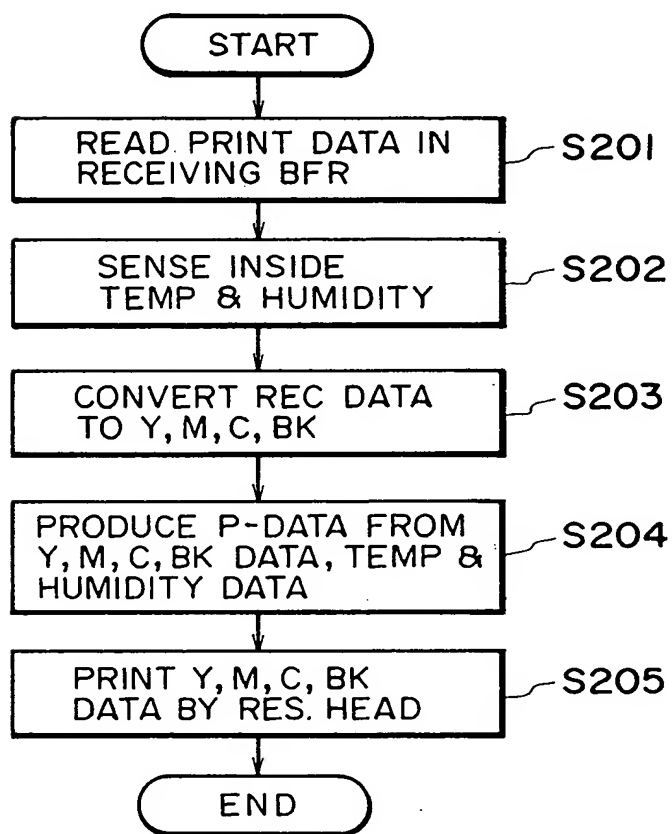 START
READ PRINT DATA IN
RECEIVING BFR
S201
SENSE INSIDE
TEMP & HUMIDITY
S202
CONVERT REC DATA
TO Y, M, C, BK
S203
PRODUCE P-DATA FROM
Y, M, C, BK DATA, TEMP &
HUMIDITY DATA
S204
PRINT Y, M, C, BK
DATA BY RES. HEAD
S205
END